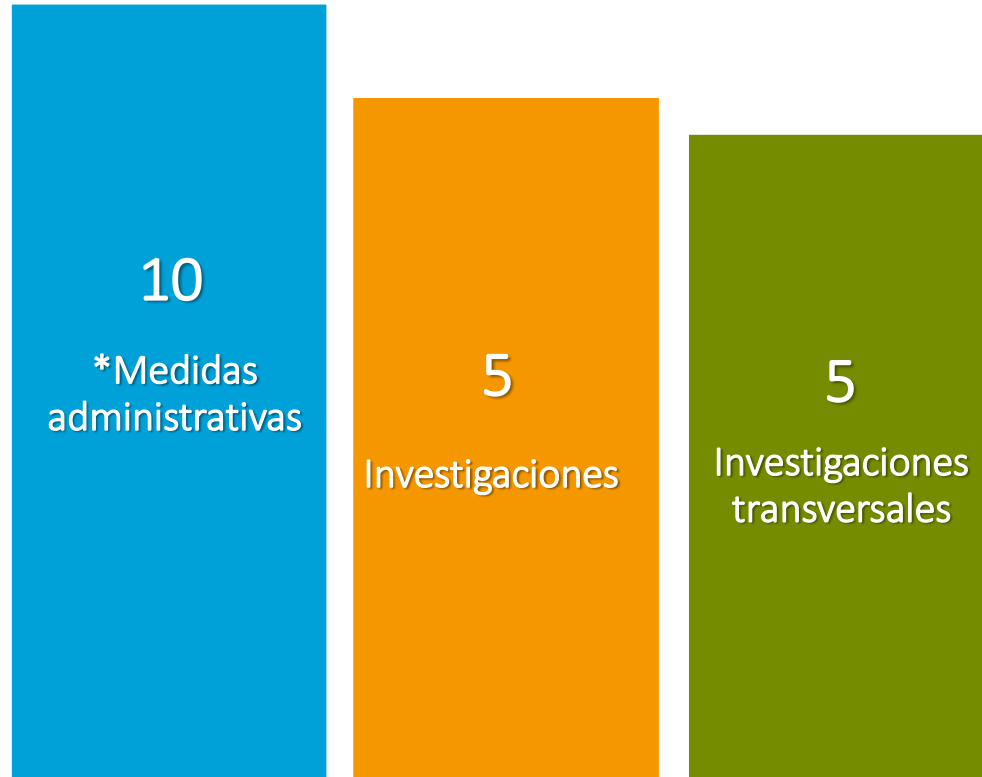 10
*Medidas
administrativas
5
Investigaciones
5
Investigaciones
transversales